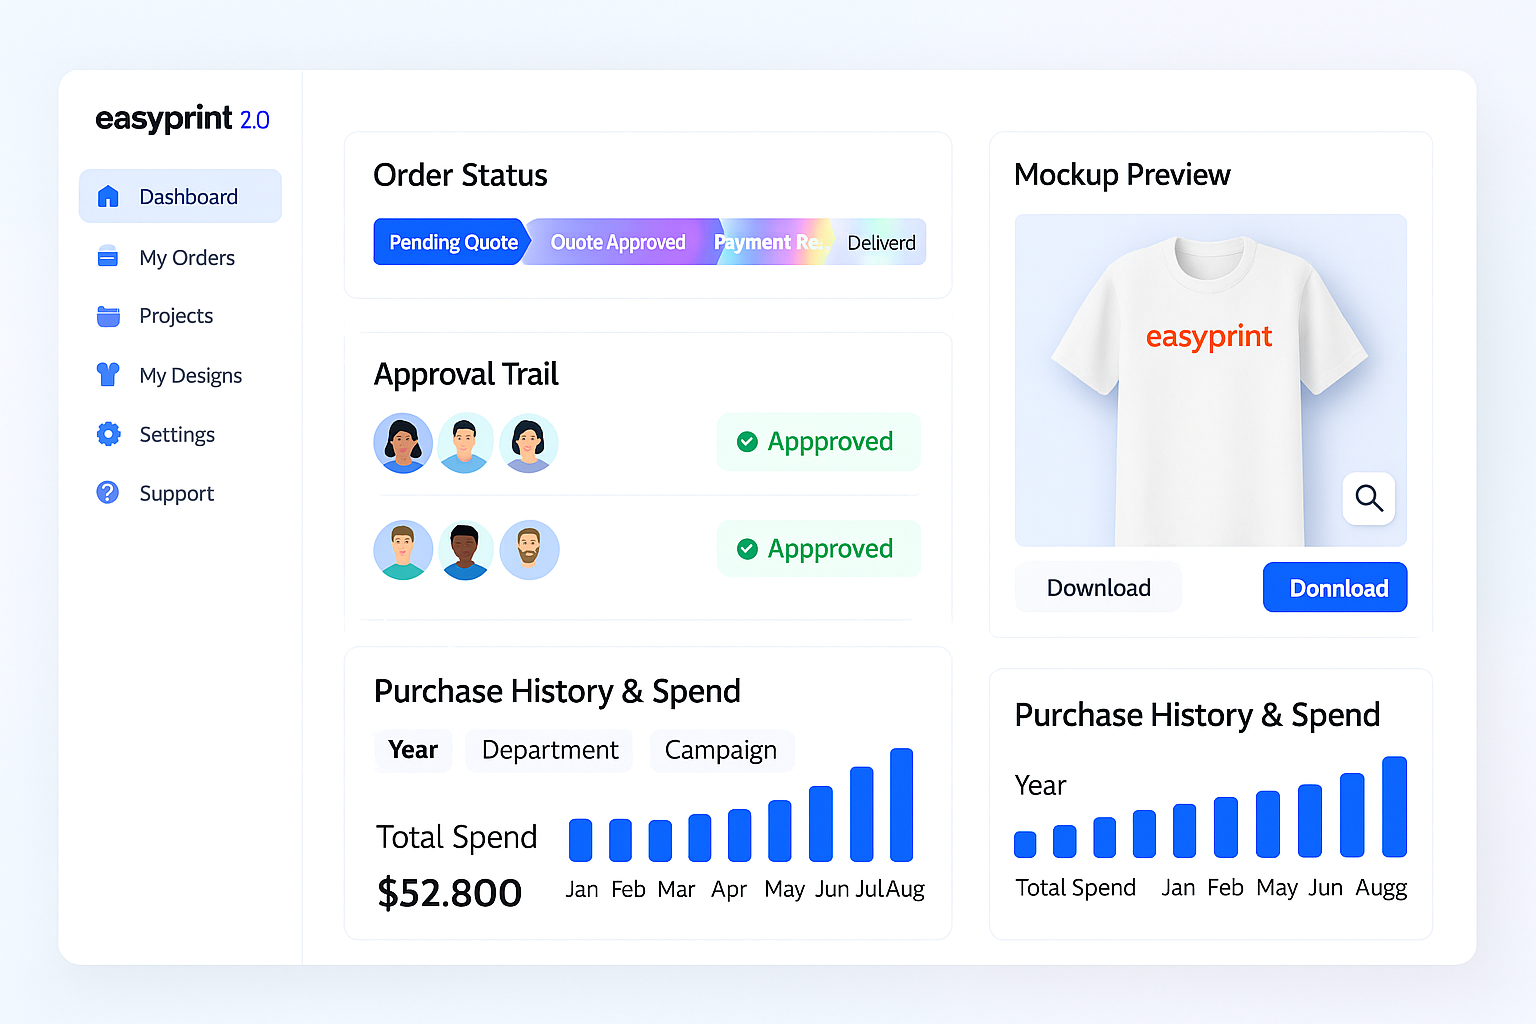 easyprint 2.0
Dashboard
My Orders
Projects
My Designs
Settings
Support
Order Status
Pending Quote
Ouote Approved
Payment Re..
Deliverd
Approval Trail
Appproved
Appproved
Purchase History & Spend
Year Department Campaign
Total Spend
$52.800
Jan Feb Mar Apr May Jun Jul Aug
Mockup Preview
easyprint
Download
Donnload
Purchase History & Spend
Year
Total Spend Jan Feb May Jun Augg